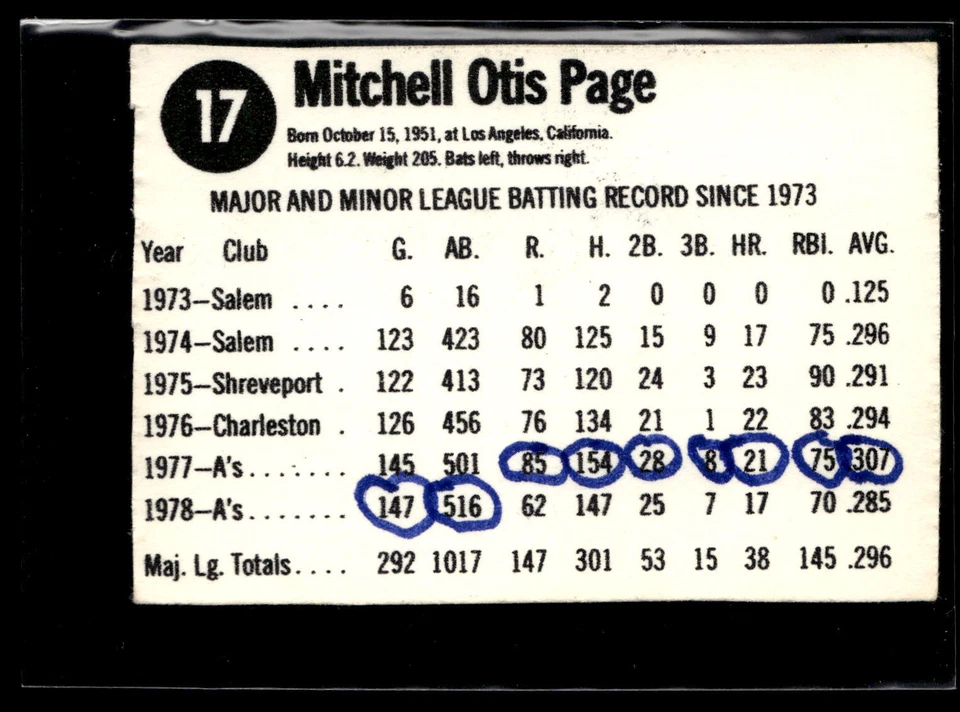 17
Mitchell Otis Page
Born October 15, 1951, at Los Angeles, California.
Height 6.2. Weight 205. Bats left, throws right.
MAJOR AND MINOR LEAGUE BATTING RECORD SINCE 1973
Year Club G. AB. R. H. 2B. 3B. HR. RBI. AVG.
1973—Salem .... 6 16 1 2 0 0 0 0 .125
1974—Salem .... 123 423 80 125 15 9 17 75 .296
1975—Shreveport . 122 413 73 120 24 3 23 90 .291
1976—Charleston . 126 456 76 134 21 1 22 83 .294
1977—A's....... 145 501 85 154 28 8 21 75 307
1978—A's....... 147 516 62 147 25 7 17 70 .285
Maj. Lg. Totals.... 292 1017 147 301 53 15 38 145 .296